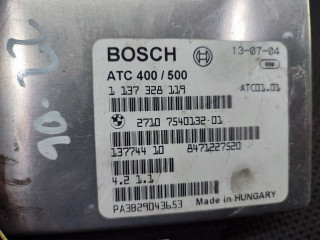 BOSCH
13-07-04
ATC 400 / 500
1 137 328 119
ATC01.01
2710 7540132-01
137744 10 8471227520
4.2 1.1
PA3829043653
Made in HUNGARY